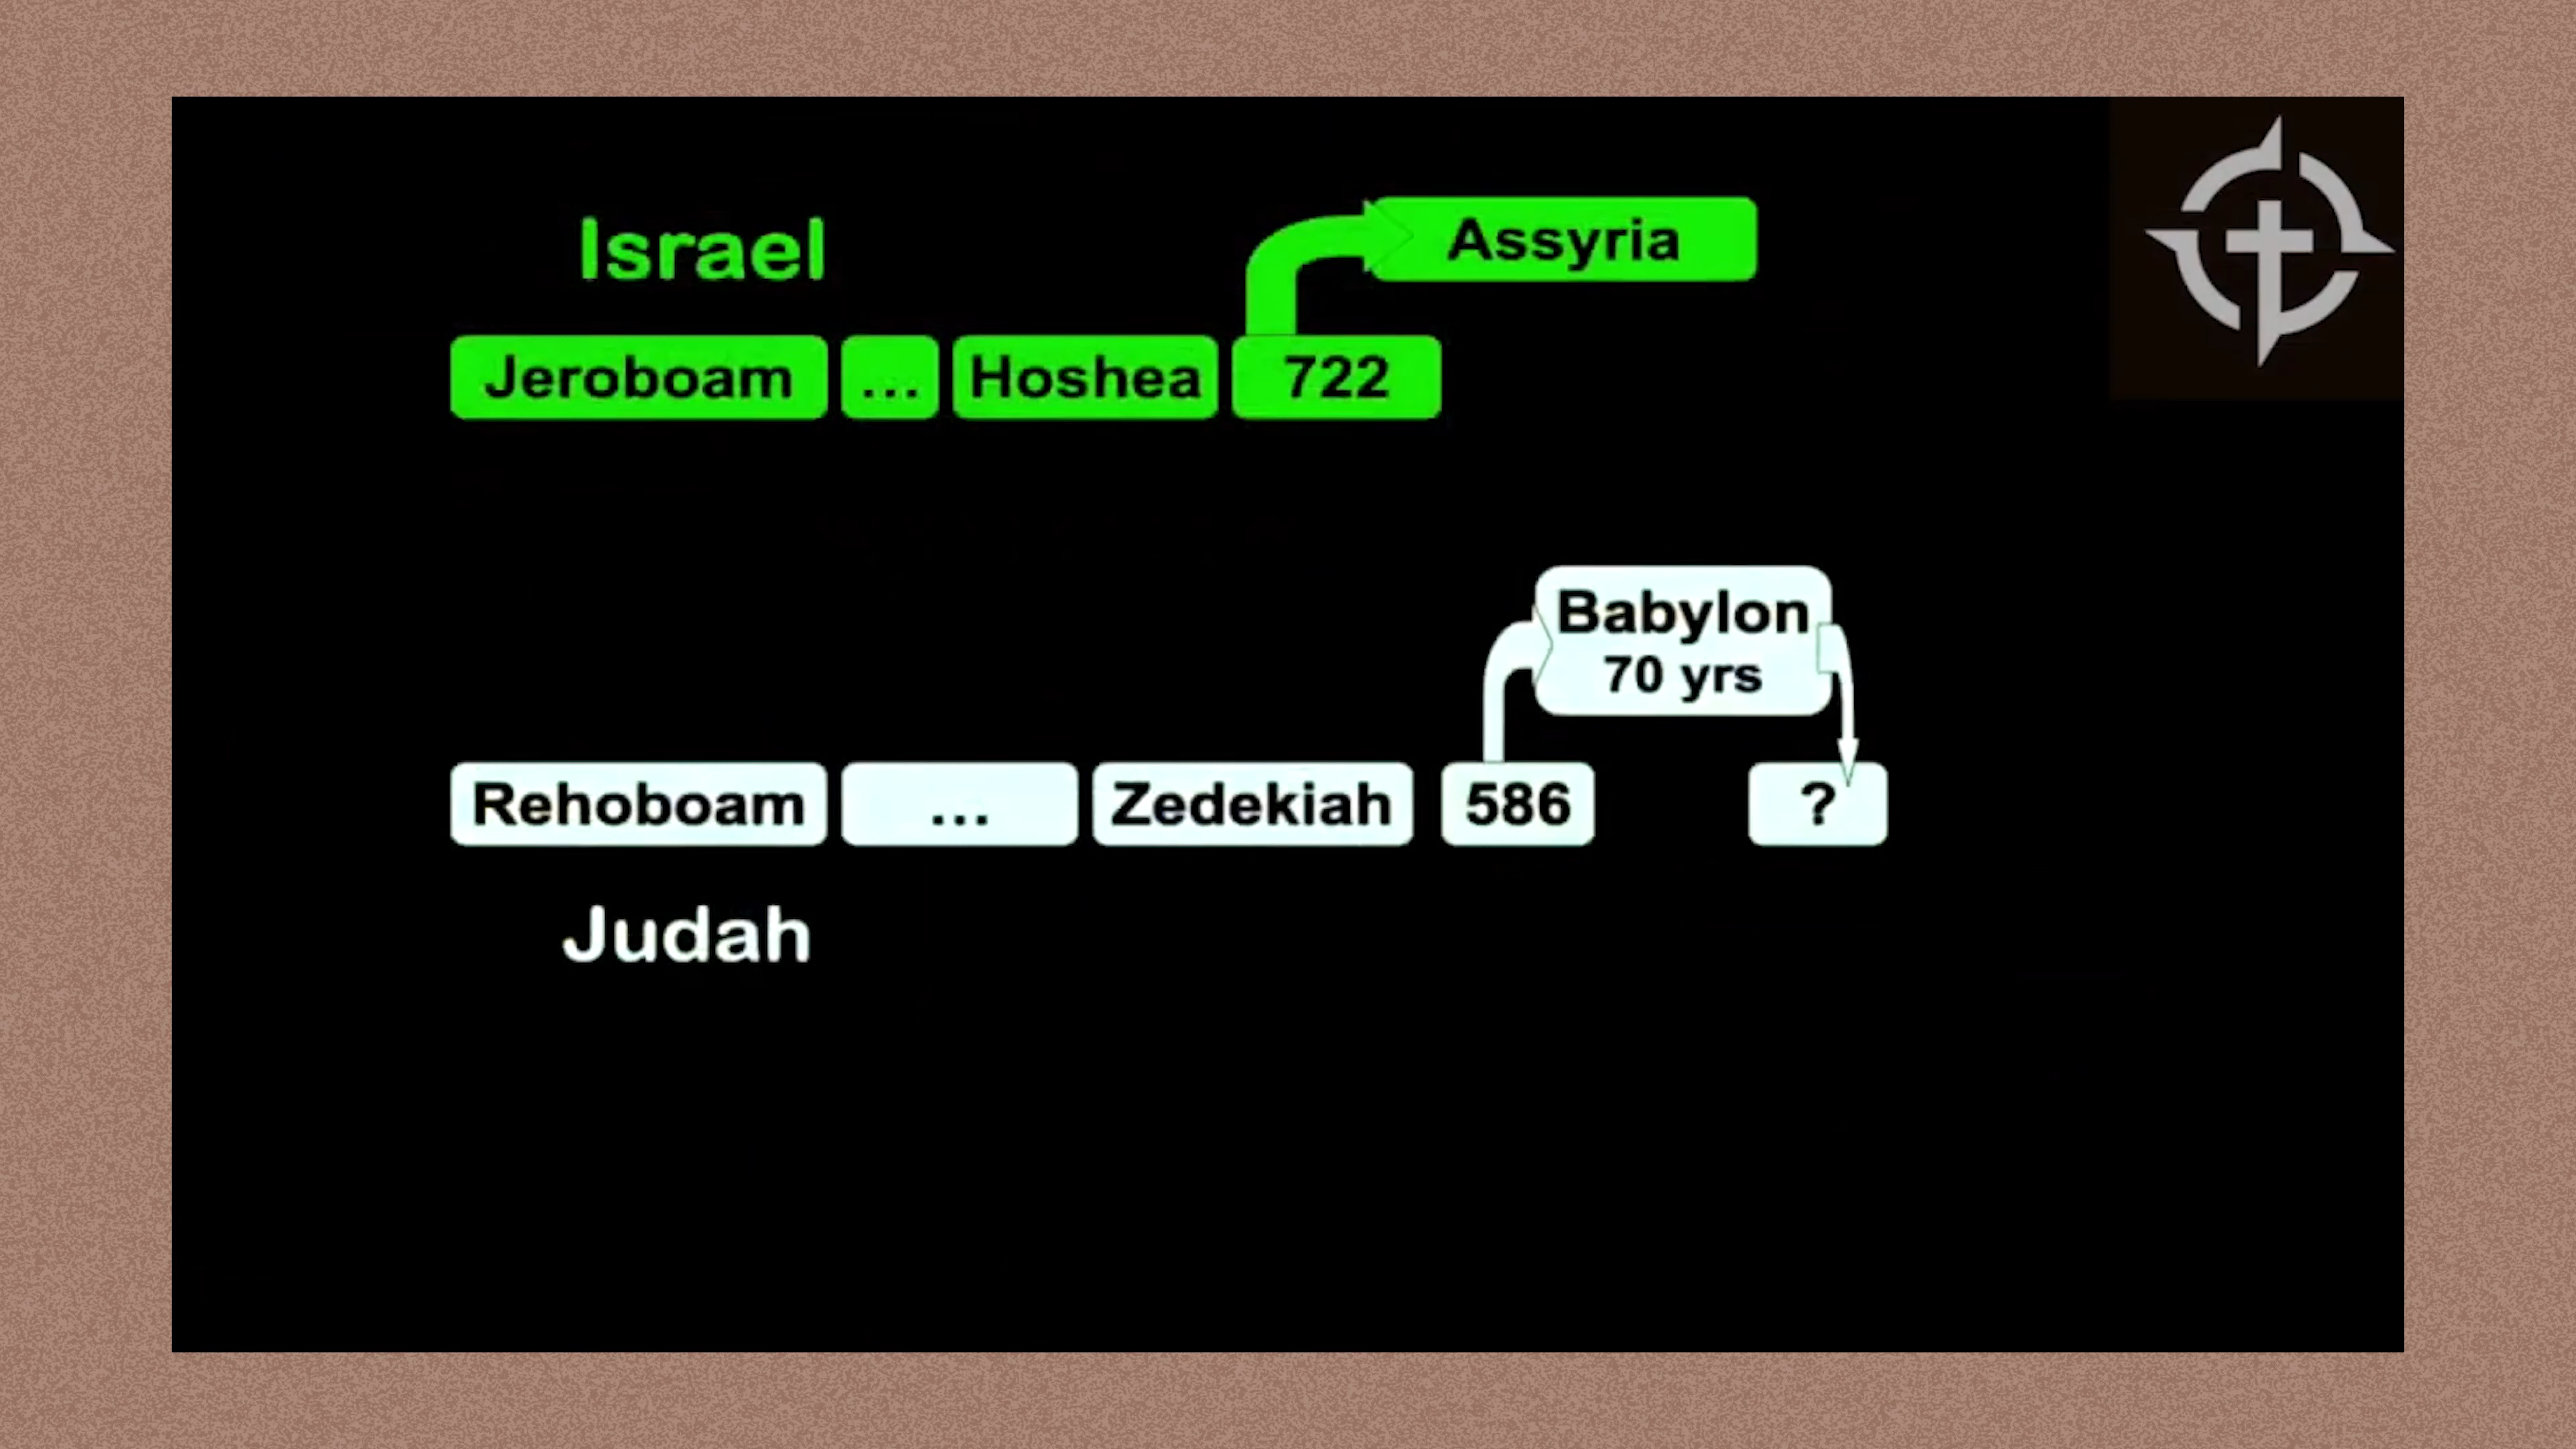 Israel
Assyria
Jeroboam ... Hoshea 722
Babylon
70 yrs
Rehoboam ... Zedekiah 586 ?
Judah